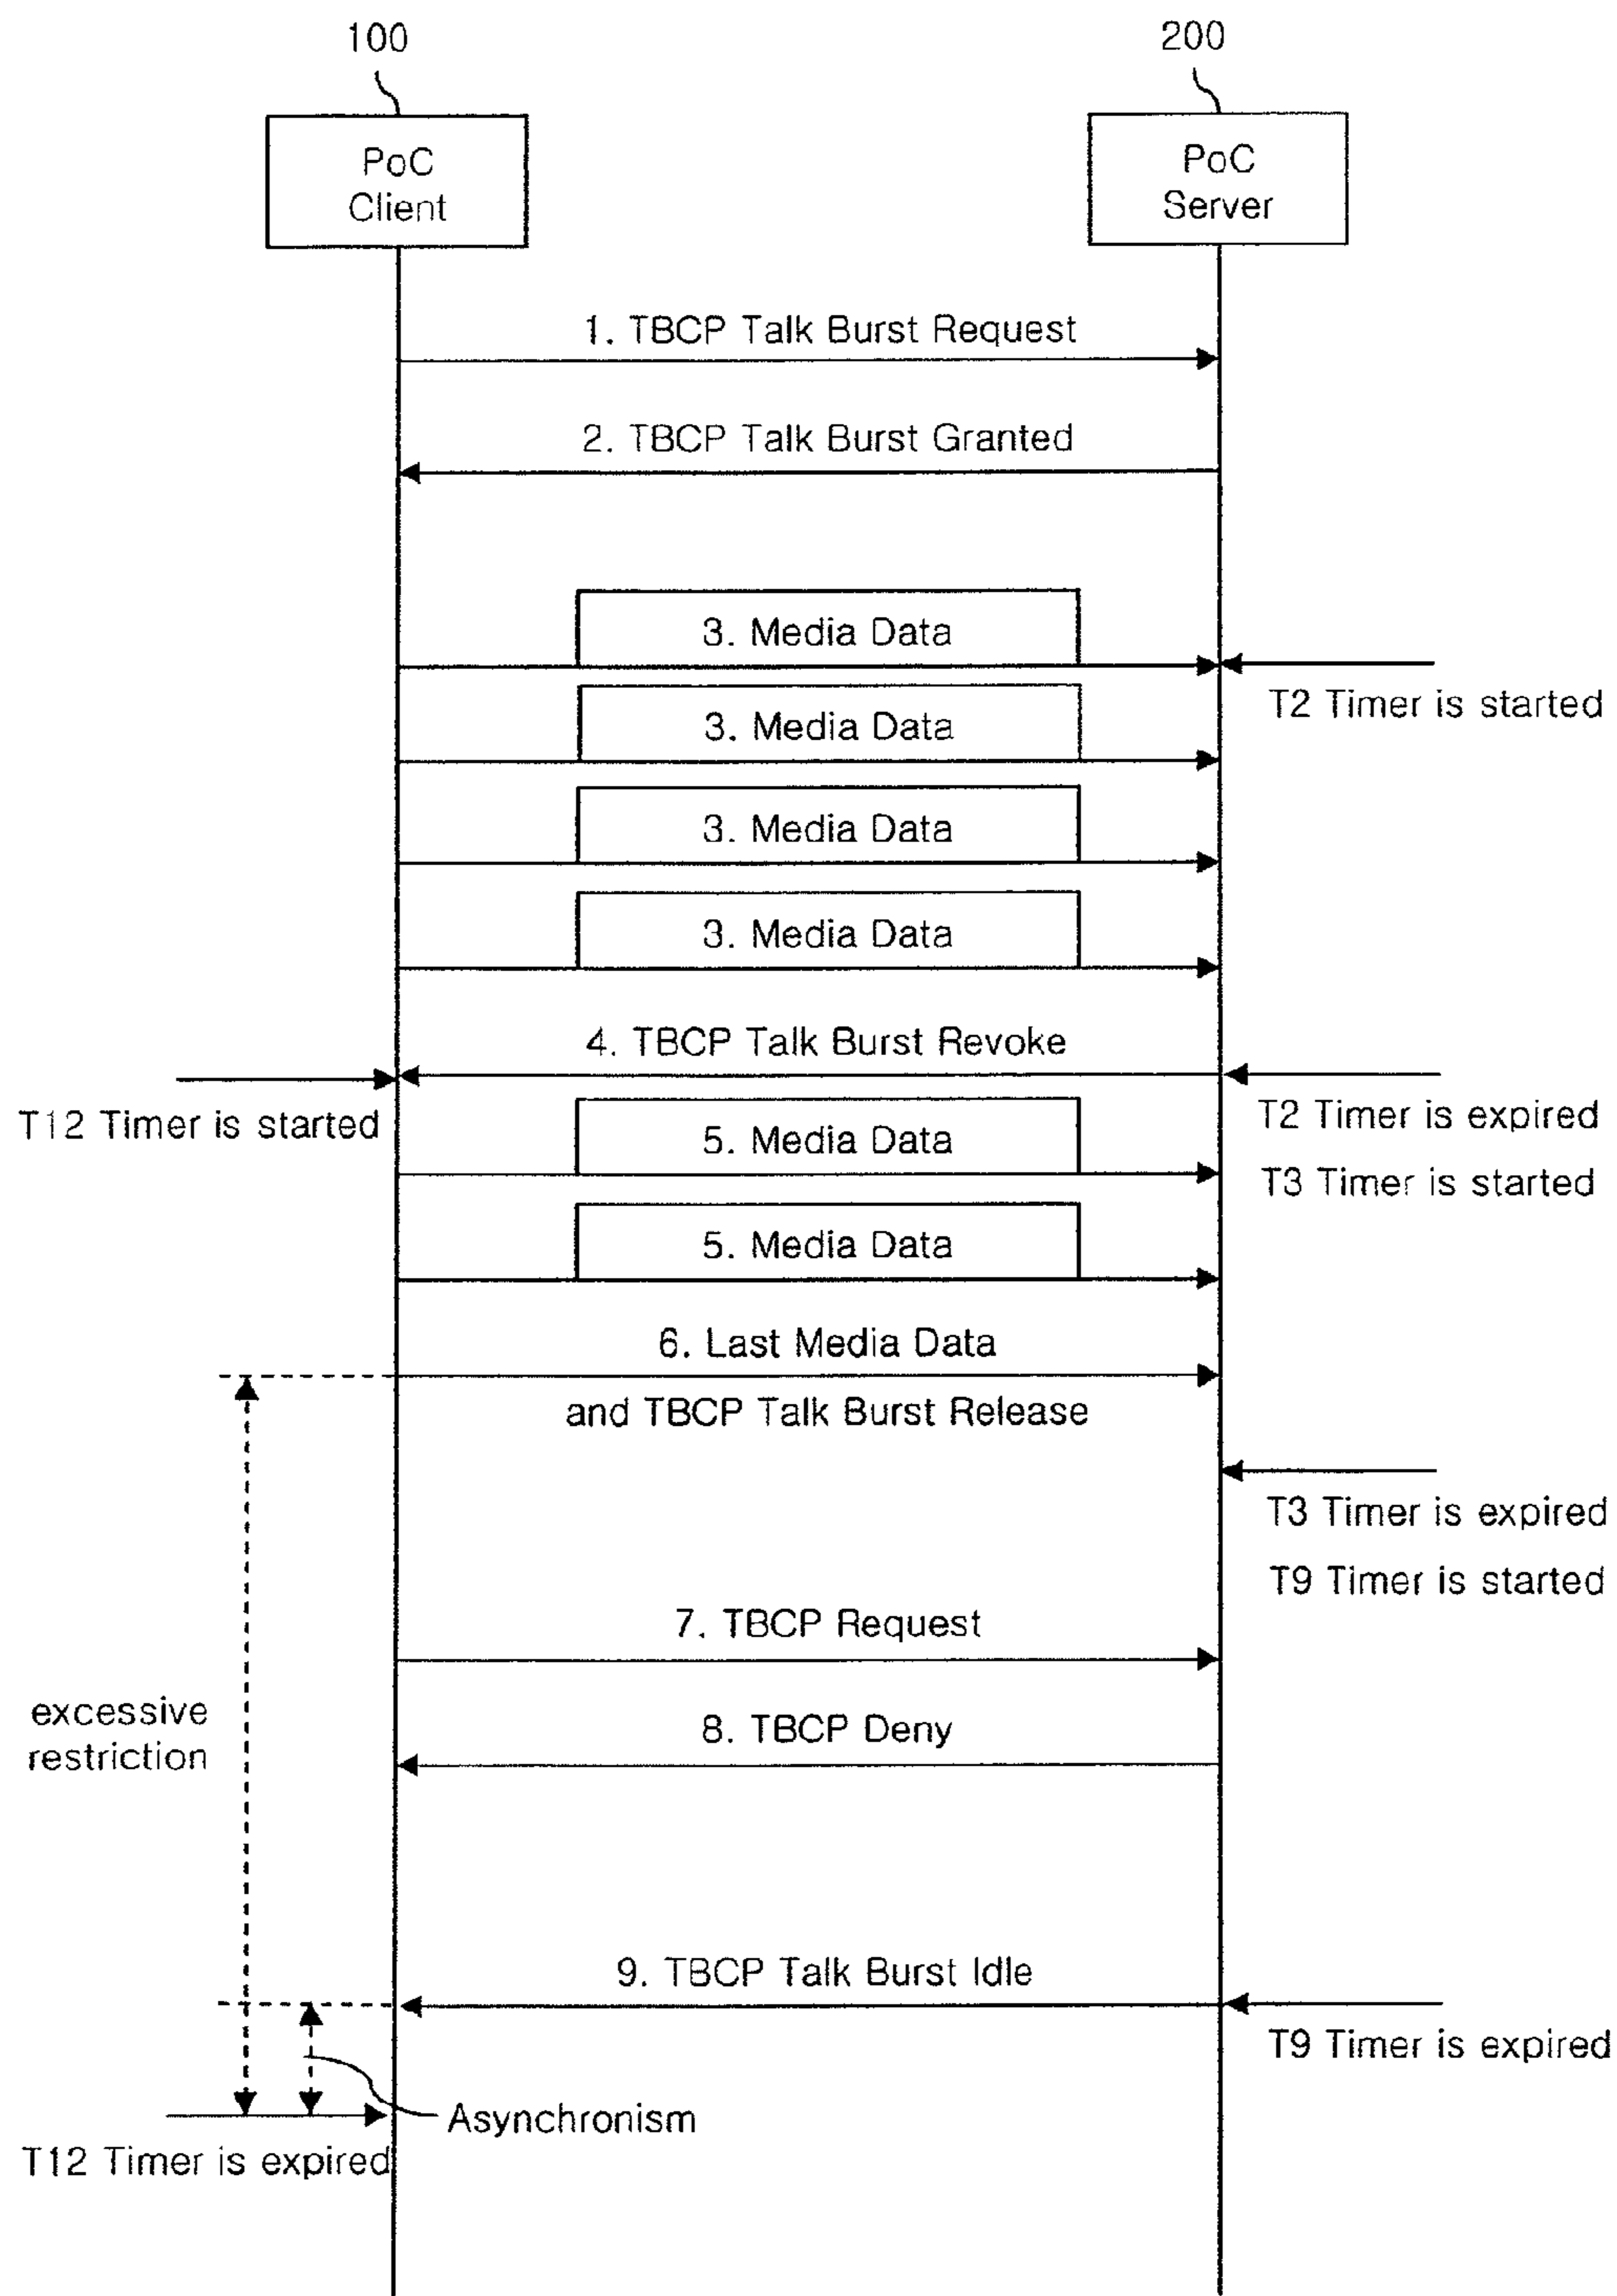 100
200
PoC
Client
PoC
Server
1. TBCP Talk Burst Request
2. TBCP Talk Burst Granted
3. Media Data
T2 Timer is started
3. Media Data
3. Media Data
3. Media Data
4. TBCP Talk Burst Revoke
T12 Timer is started
T2 Timer is expired
5. Media Data
T3 Timer is started
5. Media Data
6. Last Media Data
and TBCP Talk Burst Release
T3 Timer is expired
T9 Timer is started
7. TBCP Request
excessive
restriction
8. TBCP Deny
9. TBCP Talk Burst Idle
T9 Timer is expired
Asynchronism
T12 Timer is expired